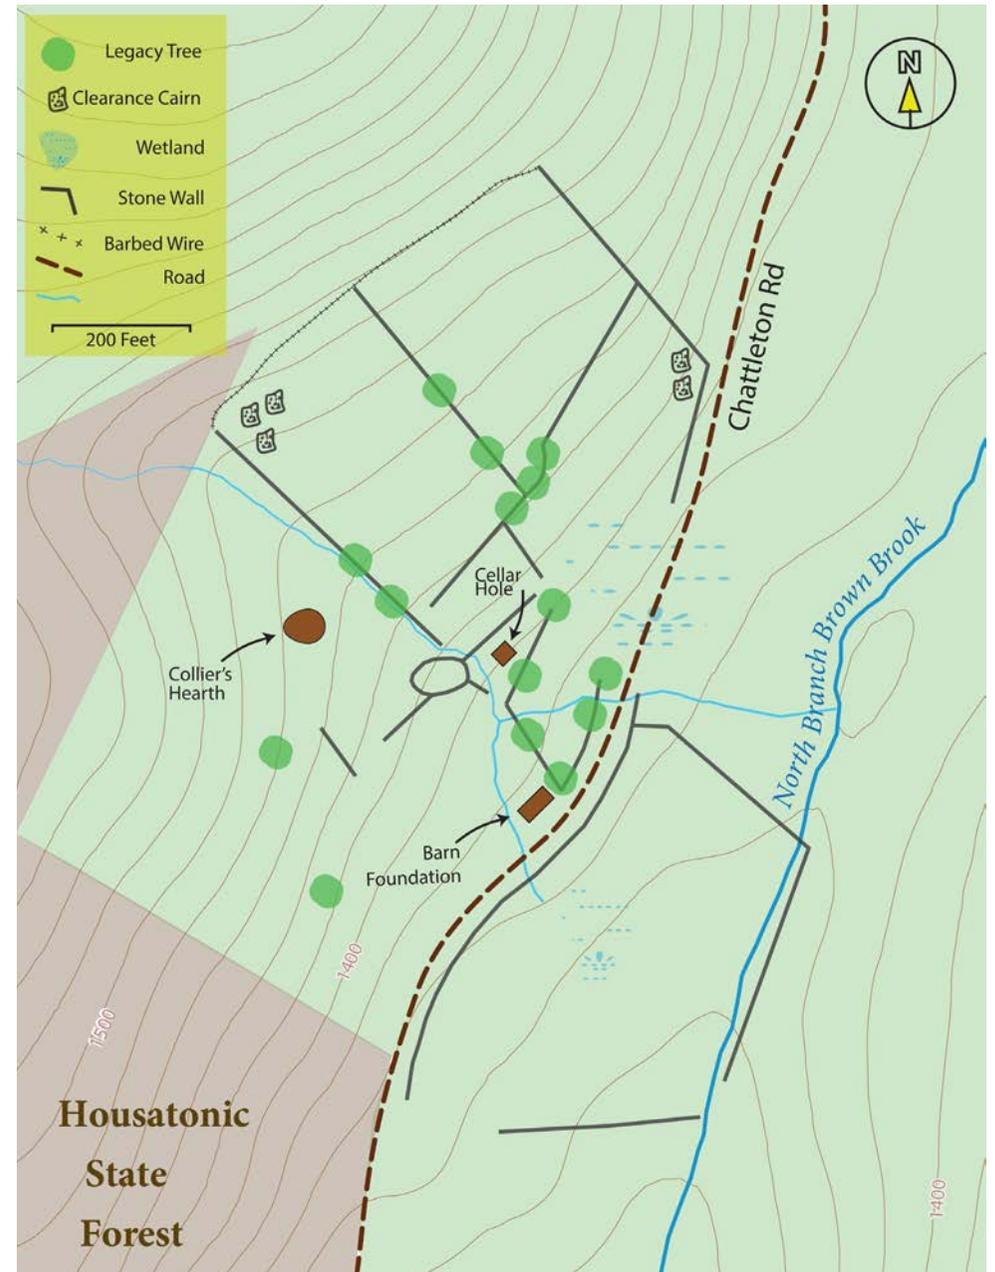 Legacy Tree
Clearance Cairn
Wetland
Stone Wall
Barbed Wire
Road
200 Feet
N
Chattleton Rd
North Branch Brown Brook
Cellar
Hole
Collier's
Hearth
Barn
Foundation
1400
1500
1400
Housatonic
State
Forest